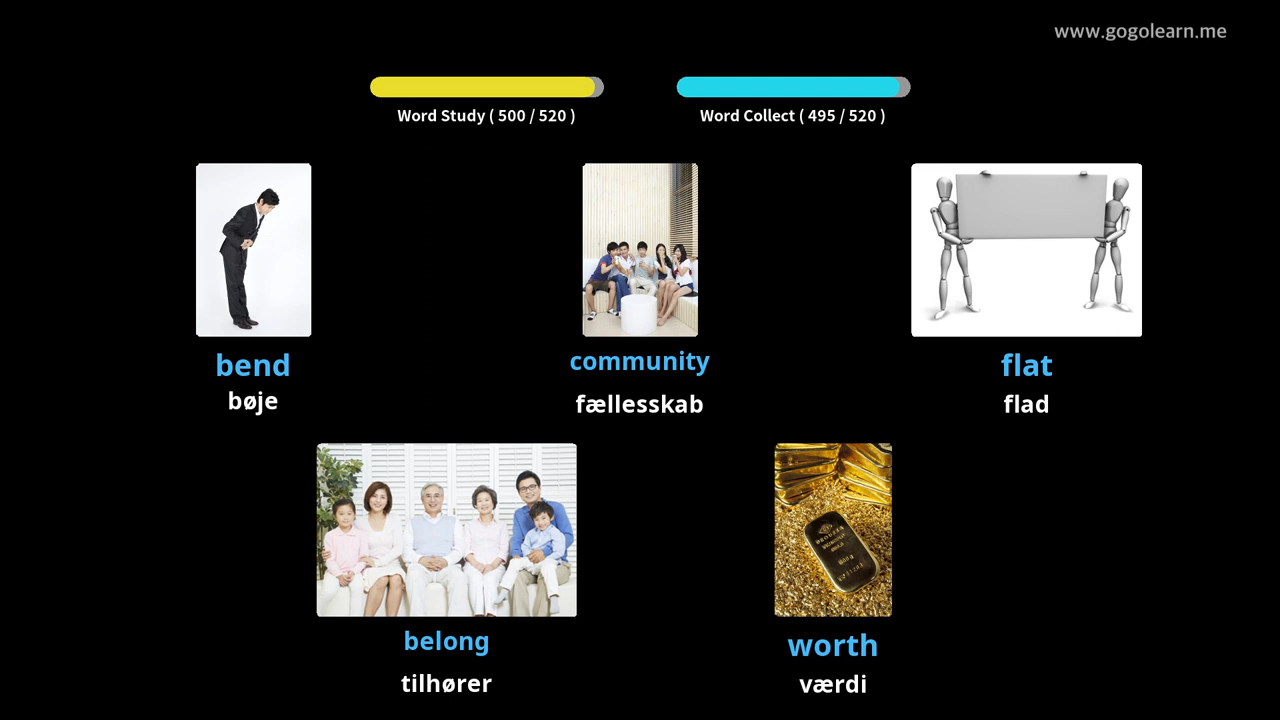 www.gogolearn.me
Word Study ( 500 / 520 )
Word Collect ( 495 / 520 )
bend
bøje
community
fællesskab
flat
flad
belong
tilhører
worth
værdi